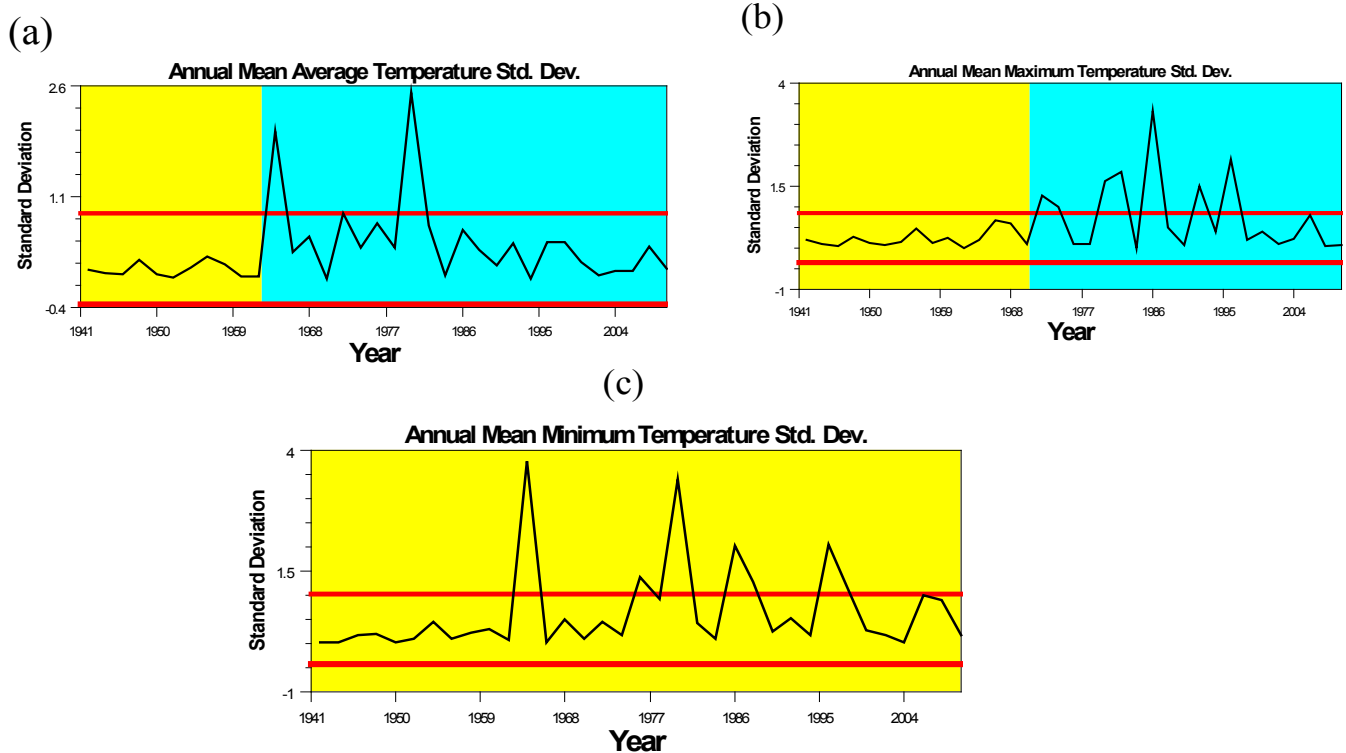 (a)
Annual Mean Average Temperature Std. Dev.
Standard Deviation
2.6
1.1
-0.4
1941 1950 1959 1968 1977 1986 1995 2004
Year
(b)
Annual Mean Maximum Temperature Std. Dev.
Standard Deviation
4
1.5
-1
1941 1950 1959 1968 1977 1986 1995 2004
Year
(c)
Annual Mean Minimum Temperature Std. Dev.
Standard Deviation
4
1.5
-1
1941 1950 1959 1968 1977 1986 1995 2004
Year